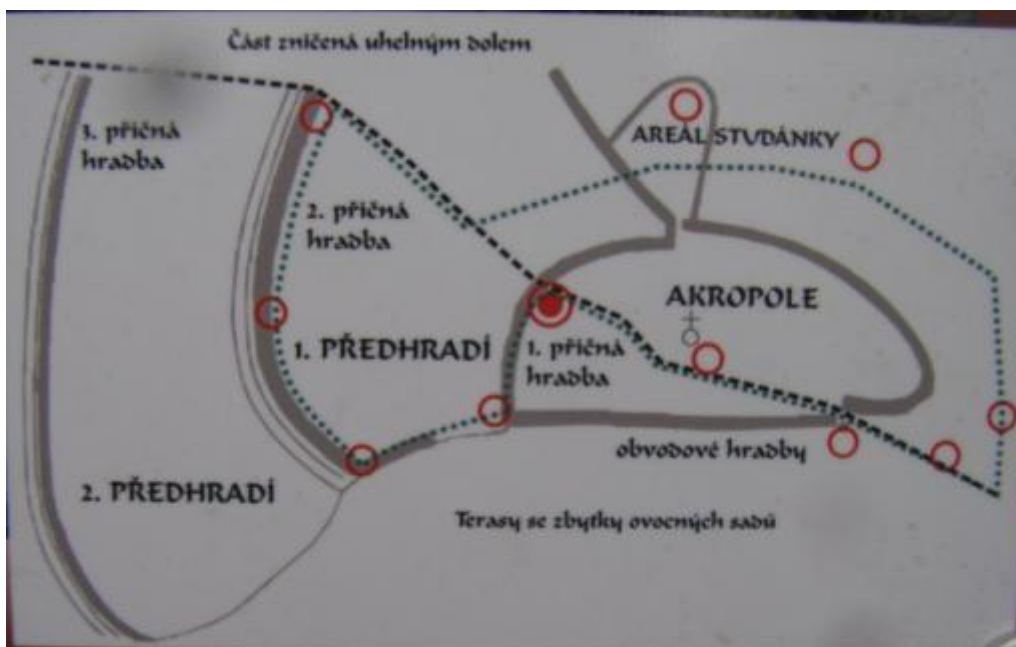 Část zničená uhelným dolem
3. příčná
hradba
AREÁL STUDÁNKY
2. příčná
hradba
AKROPOLE
1. PŘEDHRADÍ
1. příčná
hradba
obvodové hradby
2. PŘEDHRADÍ
Terasy se zbytky ovocných sadů